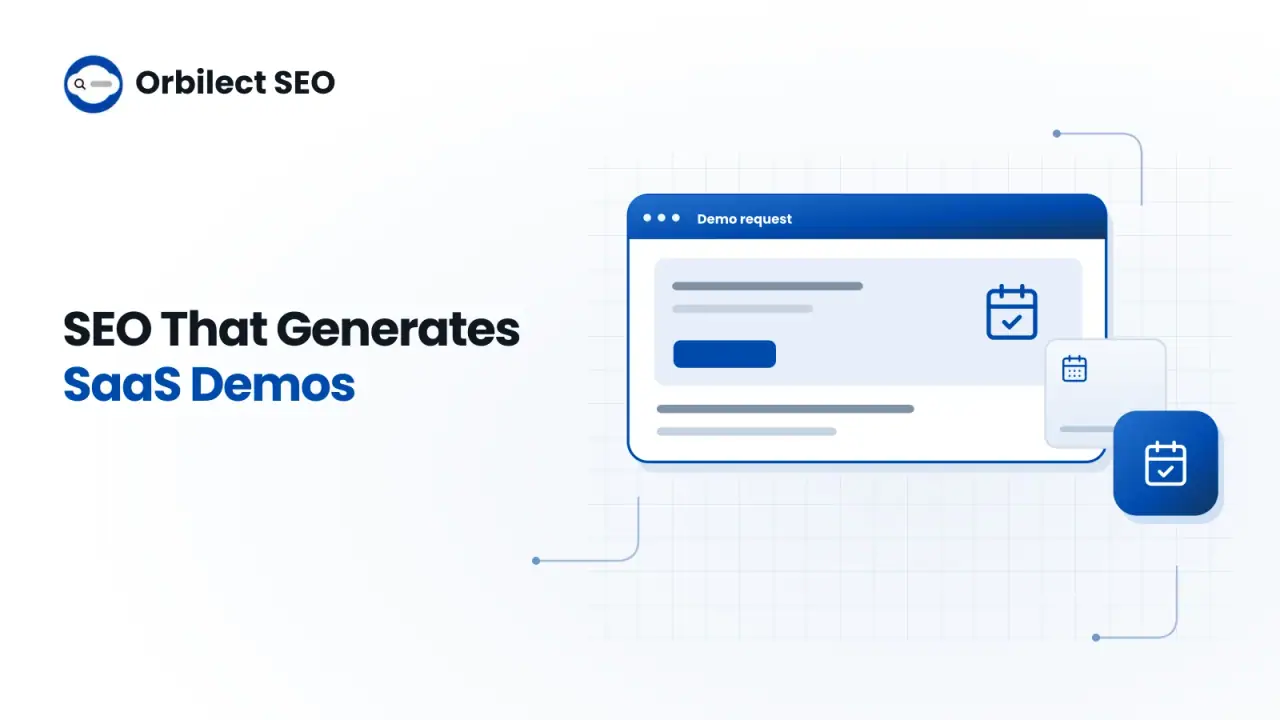 Orbilect SEO
Demo request
SEO That Generates
SaaS Demos